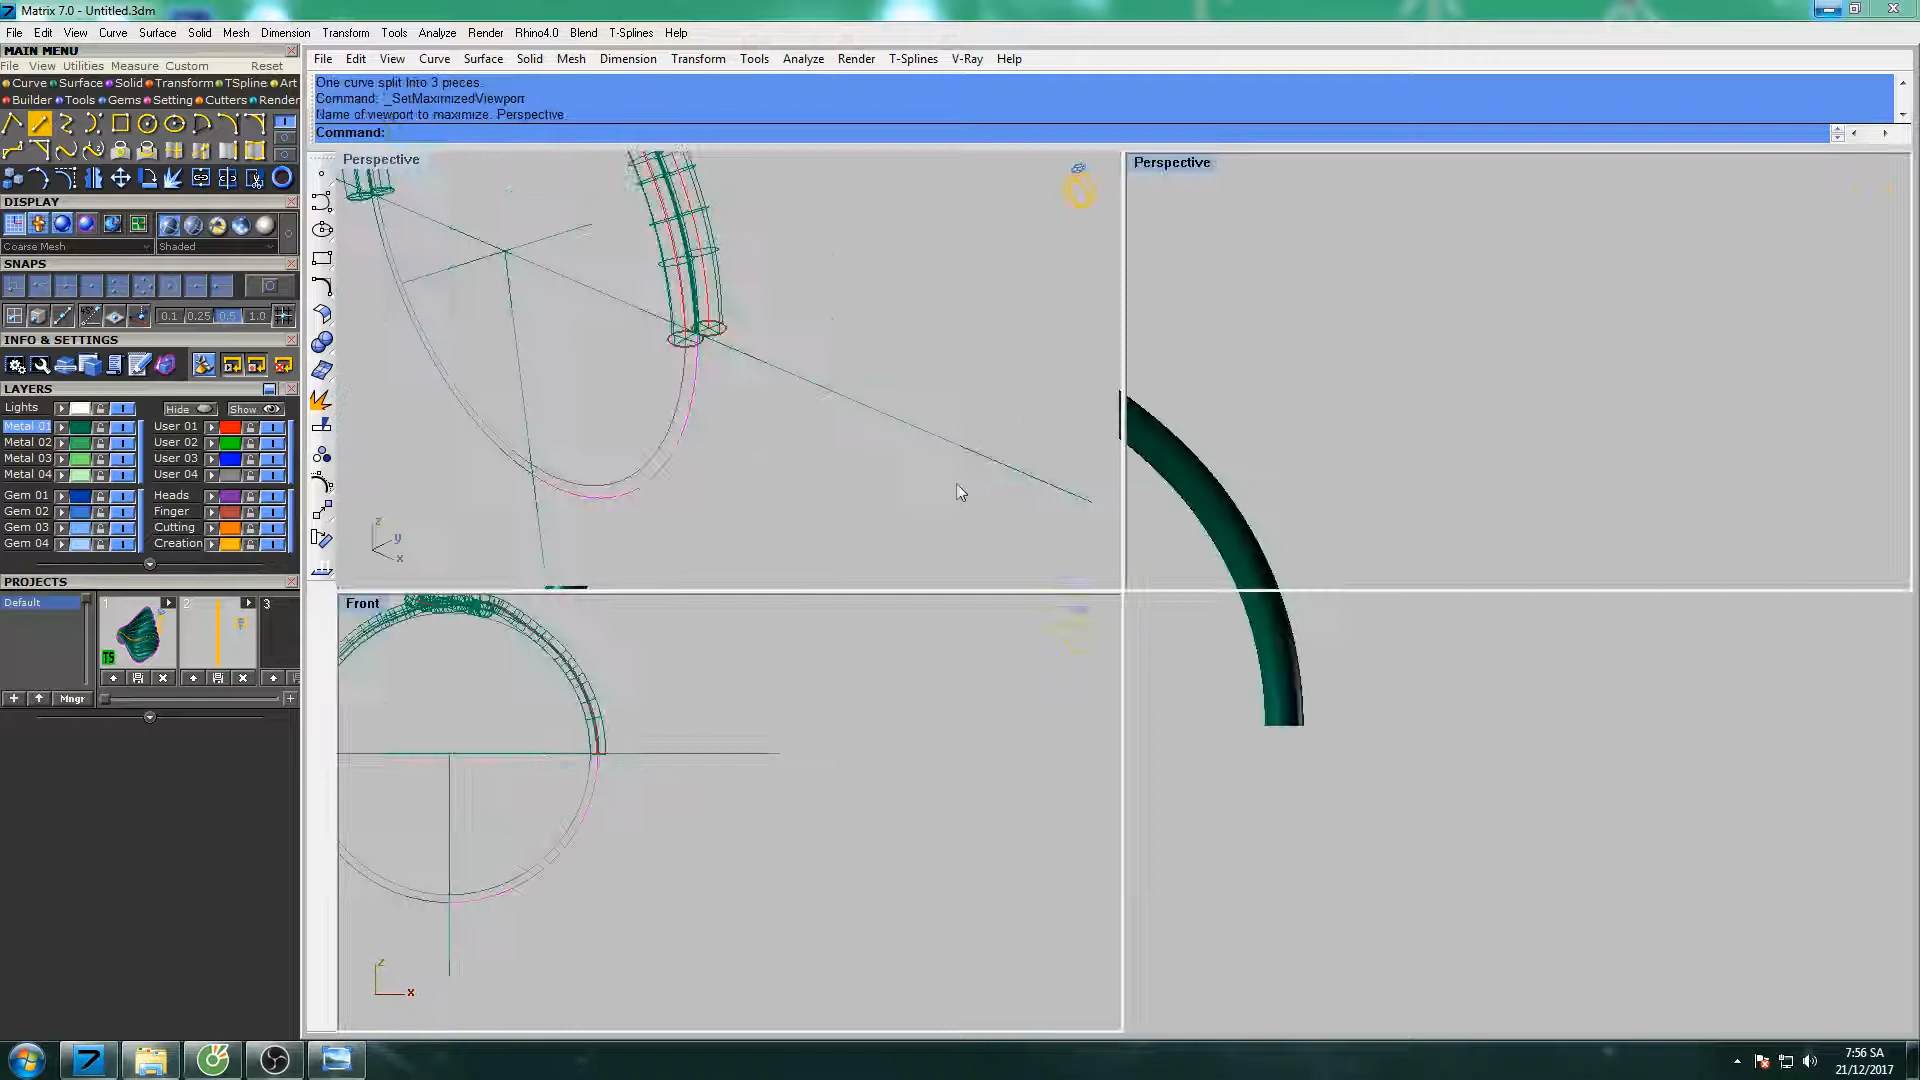 Matrix 7.0 - Untitled.3dm
File Edit View Curve Surface Solid Mesh Dimension Transform Tools Analyze Render Rhino4.0 Blend T-Splines Help
MAIN MENU
File View Utilities Measure Custom Reset
Curve Surface Solid Transform TSpline Art
Builder Tools Gems Setting Cutters Render
File Edit View Curve Surface Solid Mesh Dimension Transform Tools Analyze Render T-Splines V-Ray Help
One curve split into 3 pieces.
Command: _SetMaximizedViewport
Name of viewport to maximize: Perspective
Command:
Perspective
Perspective
DISPLAY
Coarse Mesh Shaded
SNAPS
0.1 0.25 0.5 1.0
INFO & SETTINGS
LAYERS
Lights Hide Show
Metal 01 User 01
Metal 02 User 02
Metal 03 User 03
Metal 04 User 04
Gem 01 Heads
Gem 02 Finger
Gem 03 Cutting
Gem 04 Creation
z
y
x
PROJECTS
Default 1 2 3
TS
Mngr
Front
z
x
7:56 SA
21/12/2017